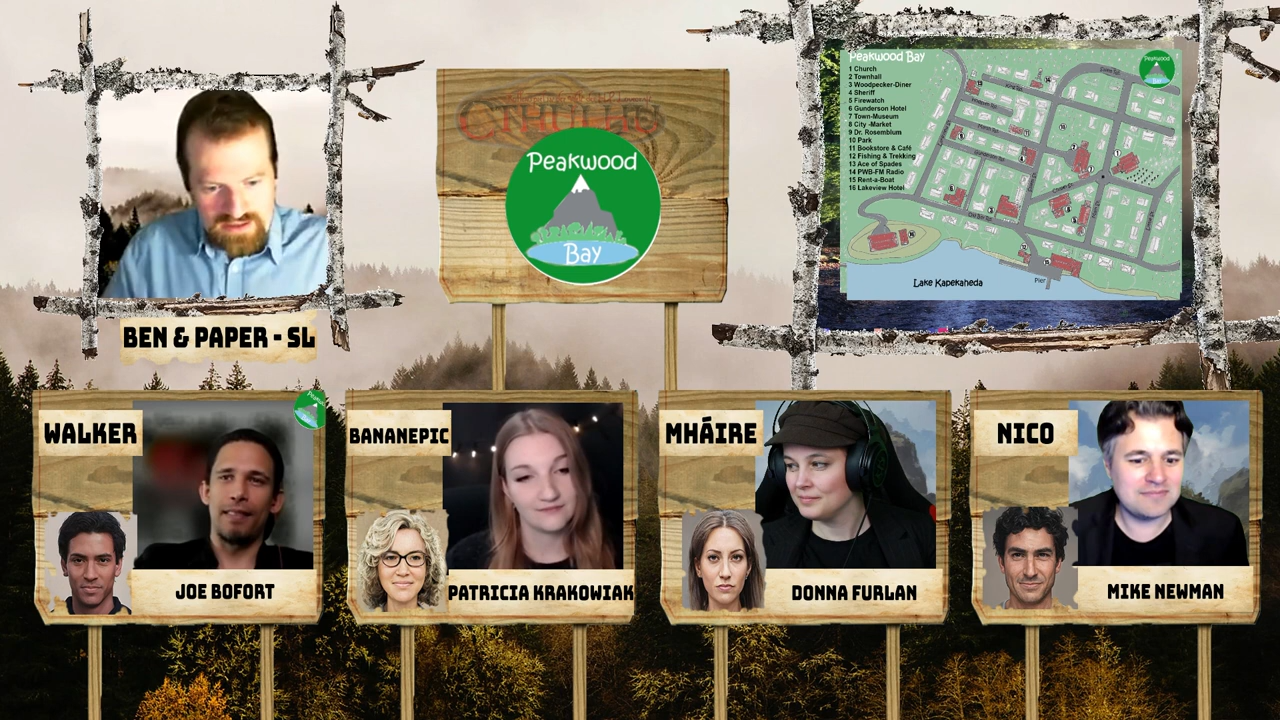 CTHULHU
Peakwood
Bay
BEN & PAPER - SL
Peakwood Bay
1 Church
2 Townhall
3 Woodpecker-Diner
4 Sheriff
5 Firewatch
6 Gunderson Hotel
7 Town-Museum
8 City -Market
9 Dr. Rosemblum
10 Park
11 Bookstore & Café
12 Fishing & Trekking
13 Ace of Spades
14 PWB-FM Radio
15 Rent-a-Boat
16 Lakeview Hotel
Lake Kapekaheda
Pier
WALKER
JOE BOFORT
BANANEPIC
PATRICIA KRAKOWIAK
MHÁIRE
DONNA FURLAN
NICO
MIKE NEWMAN